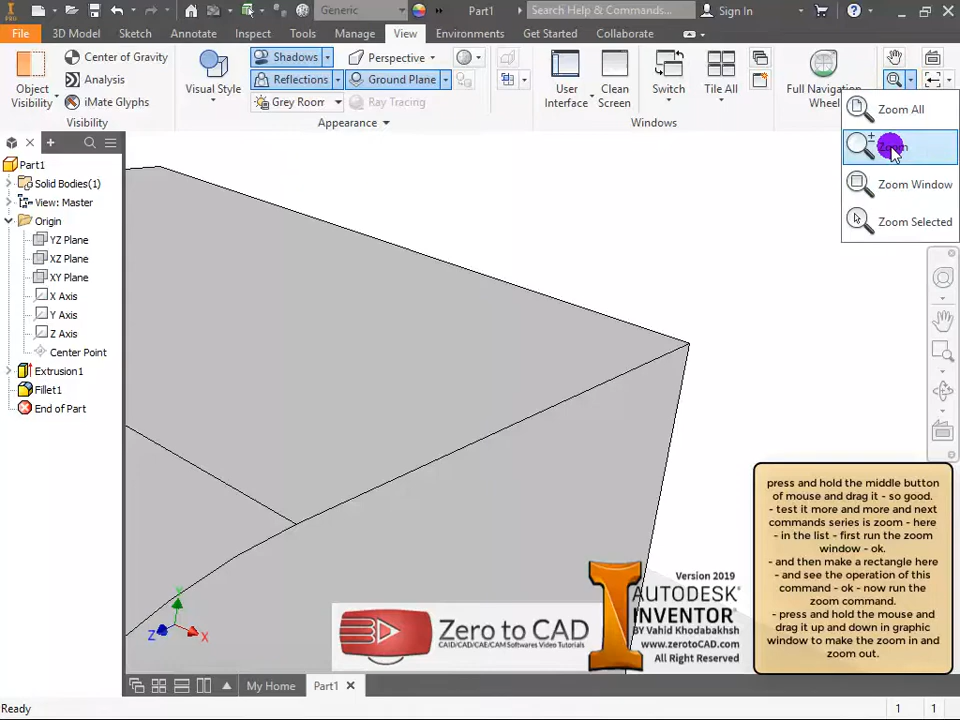 PRO
Generic
Part1
Search Help & Commands...
Sign In
File
3D Model
Sketch
Annotate
Inspect
Tools
Manage
View
Environments
Get Started
Collaborate
Object
Visibility
Center of Gravity
Analysis
iMate Glyphs
Visibility
Visual Style
Shadows
Reflections
Grey Room
Perspective
Ground Plane
Ray Tracing
Appearance
User
Interface
Clean
Screen
Switch
Tile All
Windows
Full Navigation
Wheel
Zoom All
Zoom
Zoom Window
Zoom Selected
Part1
Solid Bodies(1)
View: Master
Origin
YZ Plane
XZ Plane
XY Plane
X Axis
Y Axis
Z Axis
Center Point
Extrusion1
Fillet1
End of Part
Y
Z
X
press and hold the middle button
of mouse and drag it - so good.
- test it more and more and next
commands series is zoom - here
- in the list - first run the zoom
window - ok.
- and then make a rectangle here
- and see the operation of this
command - ok - now run the
zoom command.
- press and hold the mouse and
drag it up and down in graphic
window to make the zoom in and
zoom out.
Zero to CAD
CAID/CAD/CAE/CAM Softwares Video Tutorials
Version 2019
AUTODESK®
INVENTOR®
BY Vahid Khodabakhsh
www.zerotoCAD.com
All Right Reserved
My Home
Part1
Ready
1
1